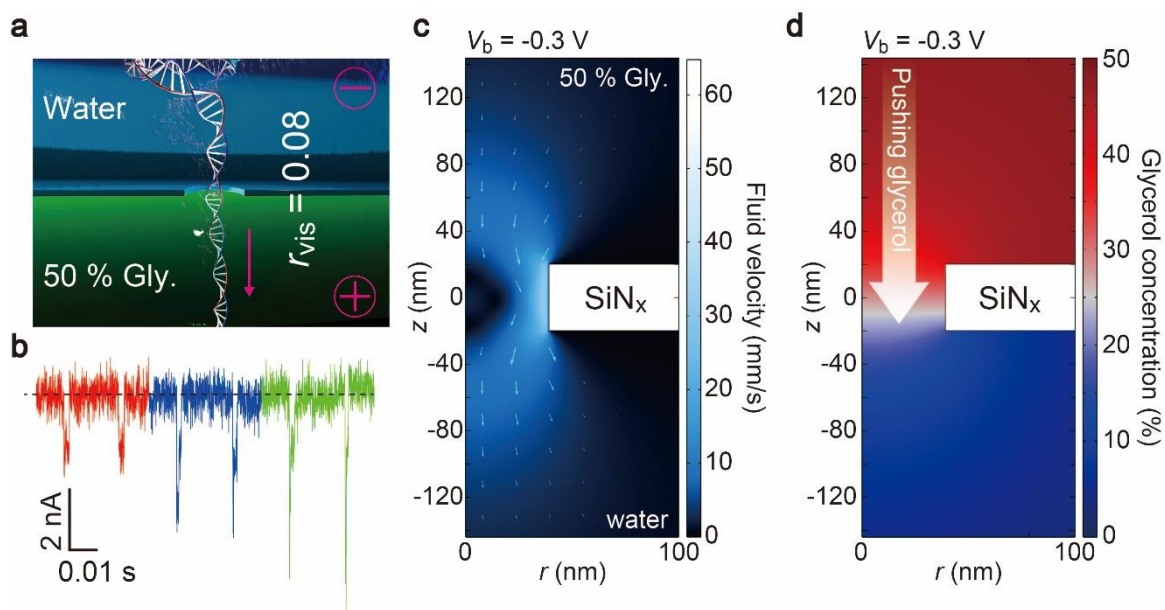 a
Water
−
r_vis = 0.08
50 % Gly.
+
b
2 nA
0.01 s
c
V_b = -0.3 V
50 % Gly.
SiN_x
water
120
80
40
0
-40
-80
-120
z (nm)
0
100
r (nm)
60
50
40
30
20
10
0
Fluid velocity (mm/s)
d
V_b = -0.3 V
Pushing glycerol
SiN_x
120
80
40
0
-40
-80
-120
z (nm)
0
100
r (nm)
50
40
30
20
10
0
Glycerol concentration (%)